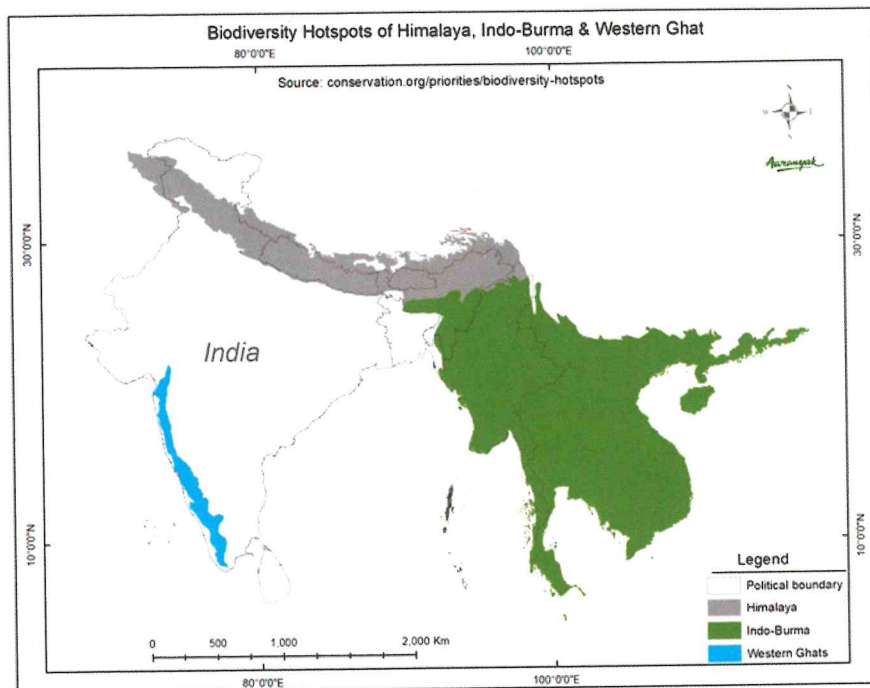 Biodiversity Hotspots of Himalaya, Indo-Burma & Western Ghat
80°0'0"E 100°0'0"E
Source: conservation.org/priorities/biodiversity-hotspots
Aaranyak
30°0'0"N 30°0'0"N
India
10°0'0"N 10°0'0"N
Legend
Political boundary
Himalaya
Indo-Burma
Western Ghats
0 500 1,000 2,000 Km
80°0'0"E 100°0'0"E